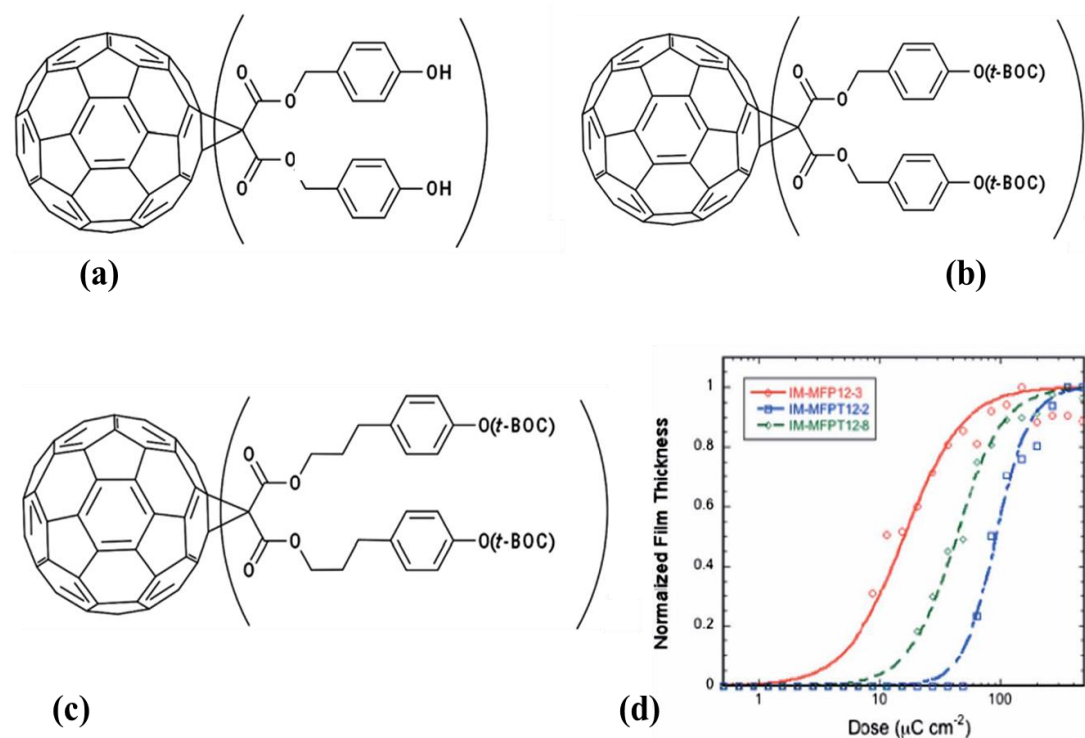 O
O
O
O
OH
OH
(a)
O
O
O
O
O(t-BOC)
O(t-BOC)
(b)
O
O
O
O
O(t-BOC)
O(t-BOC)
(c)
IM-MFP12-3
IM-MFPT12-2
IM-MFPT12-8
1
0.8
0.6
0.4
0.2
0
Normalized Film Thickness
1
10
100
Dose (μC cm-2)
(d)